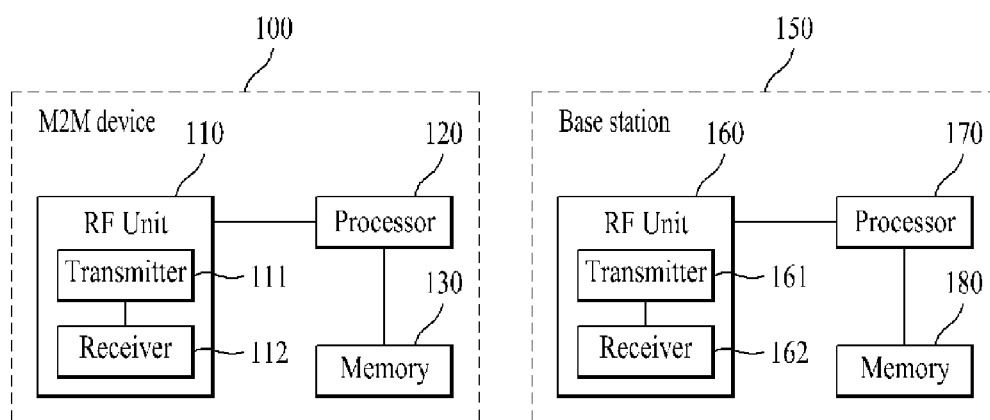 100
M2M device
110
120
RF Unit
Processor
Transmitter
111
130
Receiver
112
Memory
150
Base station
160
170
RF Unit
Processor
Transmitter
161
180
Receiver
162
Memory